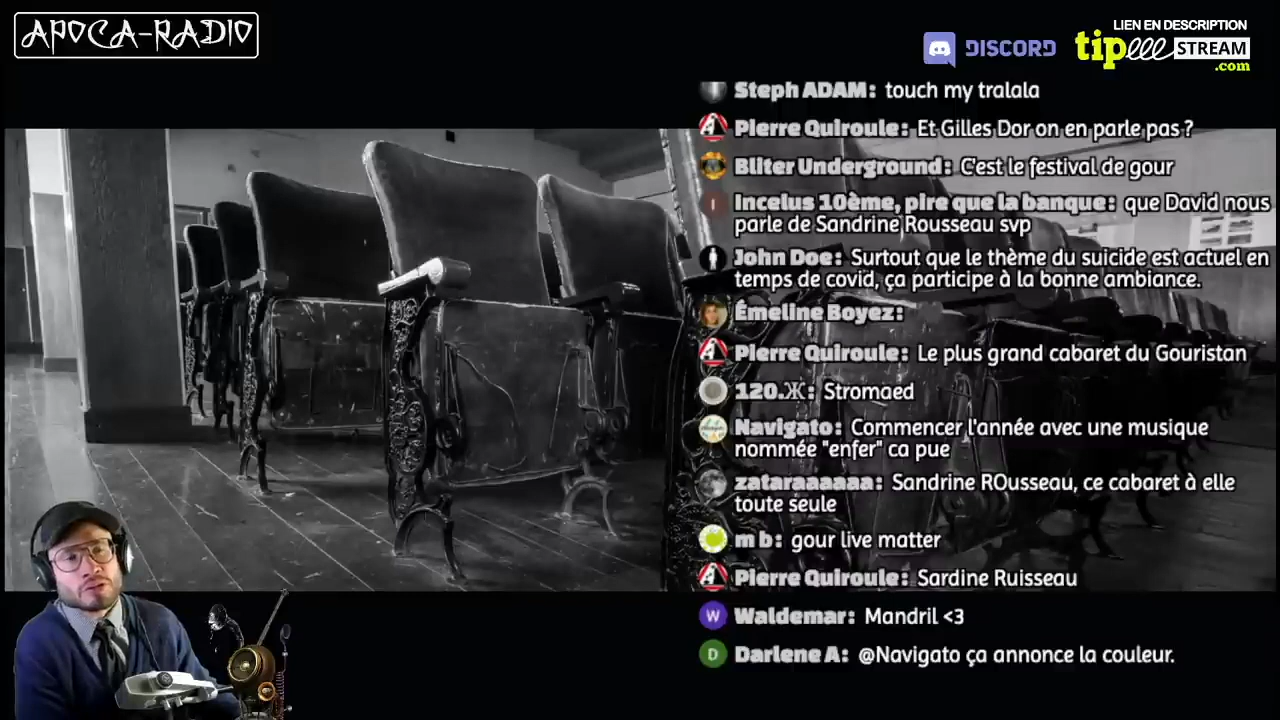 APOCA-RADIO
LIEN EN DESCRIPTION
DISCORD
tipeee STREAM
.com
Steph ADAM: touch my tralala
Pierre Quiroule: Et Gilles Dor on en parle pas ?
Bliter Underground: C'est le festival de gour
Incelus 10ème, pire que la banque: que David nous
parle de Sandrine Rousseau svp
John Doe: Surtout que le thème du suicide est actuel en
temps de covid, ça participe à la bonne ambiance.
Émeline Boyez:
Pierre Quiroule: Le plus grand cabaret du Gouristan
120.Ж: Stromaed
Navigato: Commencer l'année avec une musique
nommée "enfer" ca pue
zataraaaaaa: Sandrine ROusseau, ce cabaret à elle
toute seule
m b: gour live matter
Pierre Quiroule: Sardine Ruisseau
W Waldemar: Mandril <3
D Darlene A: @Navigato ça annonce la couleur.